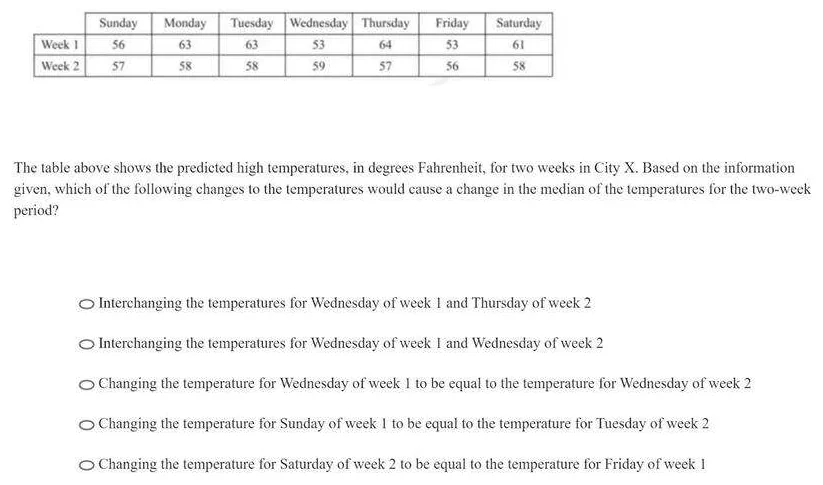 Sunday Monday Tuesday Wednesday Thursday Friday Saturday
Week 1 56 63 63 53 64 53 61
Week 2 57 58 58 59 57 56 58
The table above shows the predicted high temperatures, in degrees Fahrenheit, for two weeks in City X. Based on the information
given, which of the following changes to the temperatures would cause a change in the median of the temperatures for the two-week
period?
Interchanging the temperatures for Wednesday of week 1 and Thursday of week 2
Interchanging the temperatures for Wednesday of week 1 and Wednesday of week 2
Changing the temperature for Wednesday of week 1 to be equal to the temperature for Wednesday of week 2
Changing the temperature for Sunday of week 1 to be equal to the temperature for Tuesday of week 2
Changing the temperature for Saturday of week 2 to be equal to the temperature for Friday of week 1